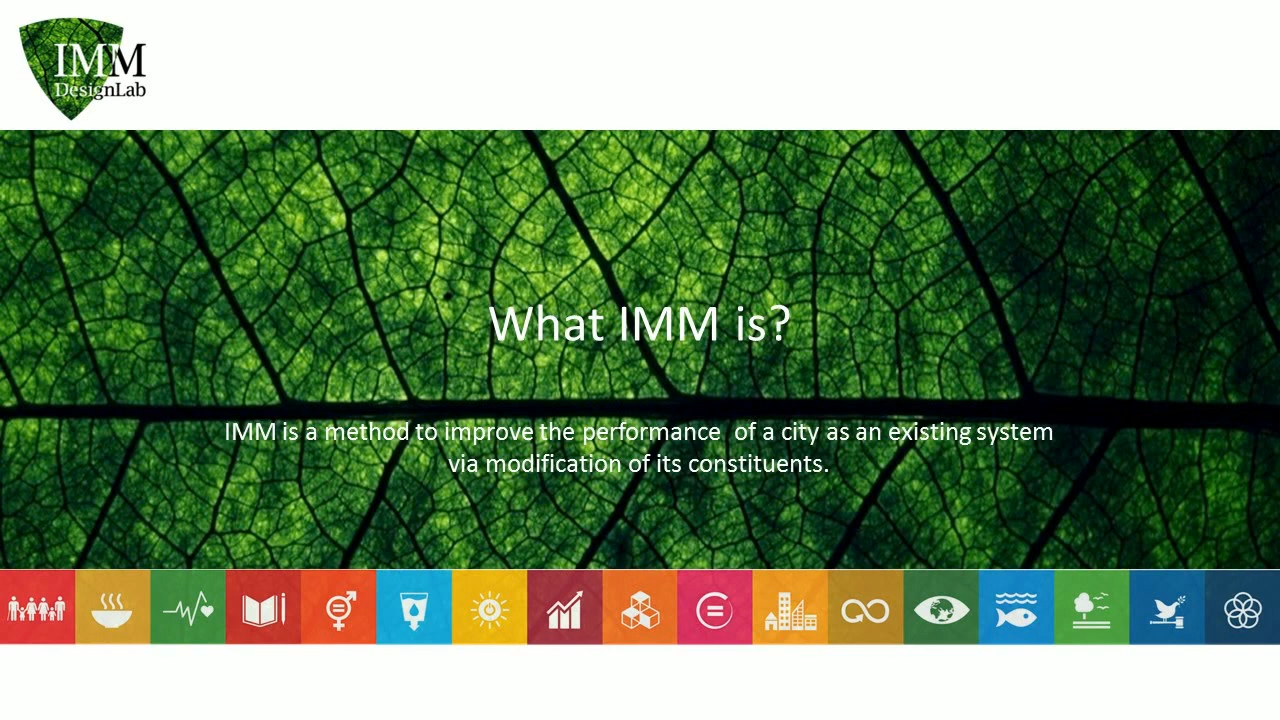 IMM
DesignLab
What IMM is?
IMM is a method to improve the performance  of a city as an existing system
via modification of its constituents.